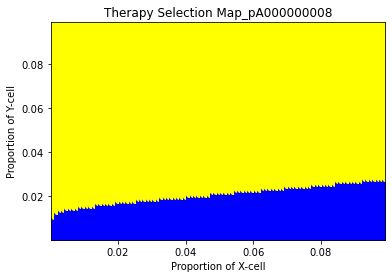 Therapy Selection Map_pA000000008
Proportion of Y-cell
0.08
0.06
0.04
0.02
0.02
0.04
0.06
0.08
Proportion of X-cell